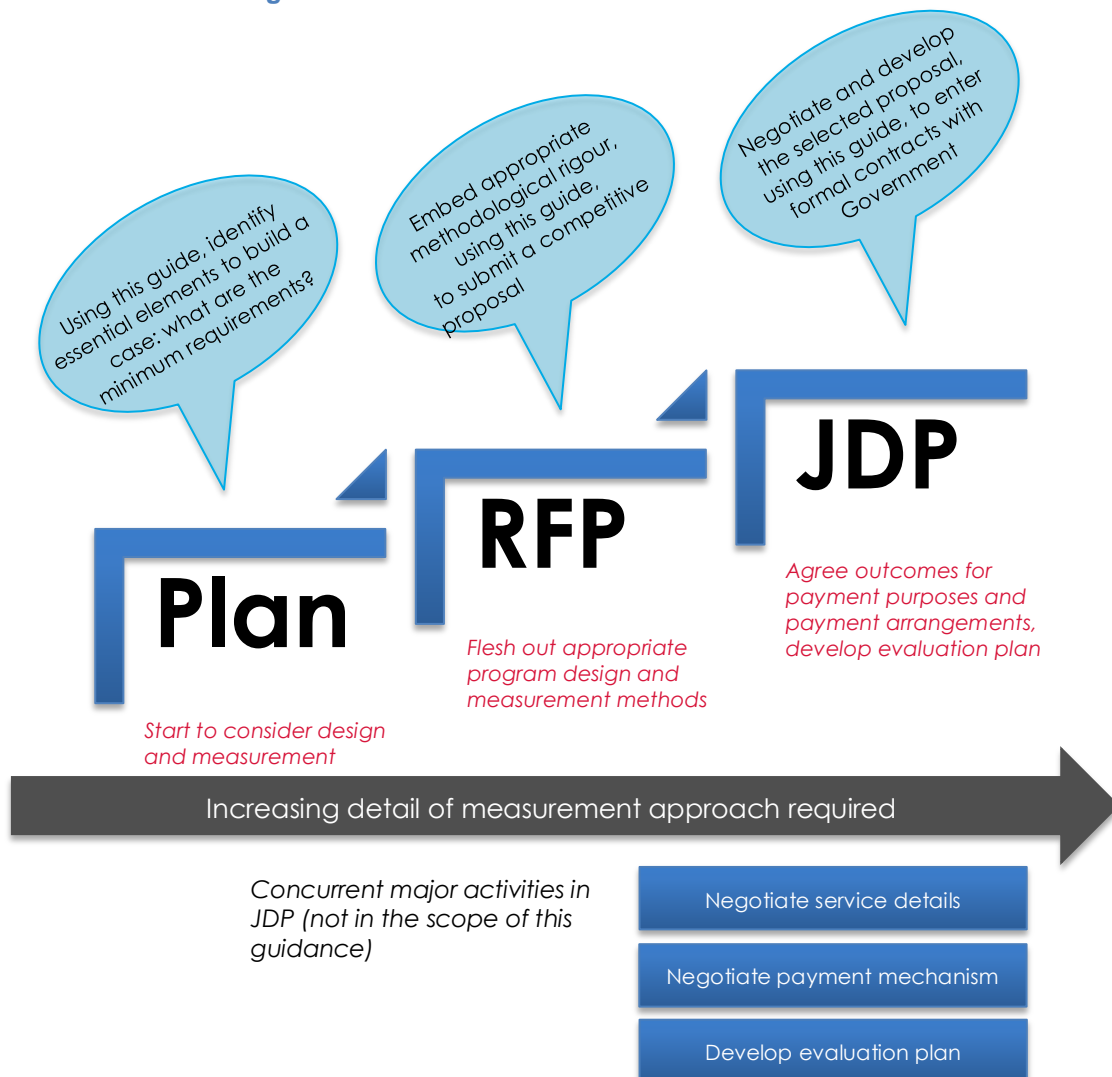 Using this guide, identify
essential elements to build a
case: what are the
minimum requirements?
Embed appropriate
methodological rigour,
using this guide,
to submit a competitive
proposal
Negotiate and develop
the selected proposal,
using this guide, to enter
formal contracts with
Government
Plan
Start to consider design
and measurement
RFP
Flesh out appropriate
program design and
measurement methods
JDP
Agree outcomes for
payment purposes and
payment arrangements,
develop evaluation plan
Increasing detail of measurement approach required
Concurrent major activities in
JDP (not in the scope of this
guidance)
Negotiate service details
Negotiate payment mechanism
Develop evaluation plan